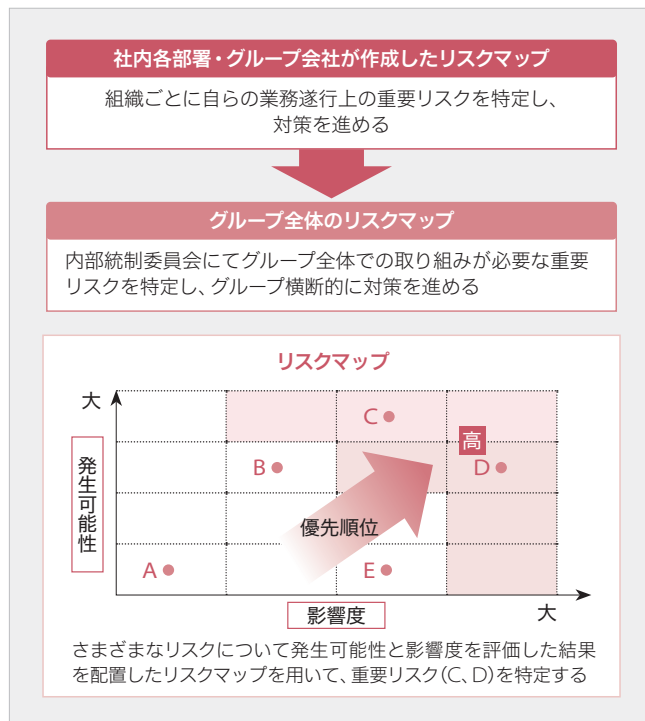 社内各部署・グループ会社が作成したリスクマップ
組織ごとに自らの業務遂行上の重要リスクを特定し、
対策を進める
グループ全体のリスクマップ
内部統制委員会にてグループ全体での取り組みが必要な重要
リスクを特定し、グループ横断的に対策を進める
リスクマップ
大
C
高
発生可能性
B
D
優先順位
A
E
影響度
大
さまざまなリスクについて発生可能性と影響度を評価した結果
を配置したリスクマップを用いて、重要リスク(C、D)を特定する